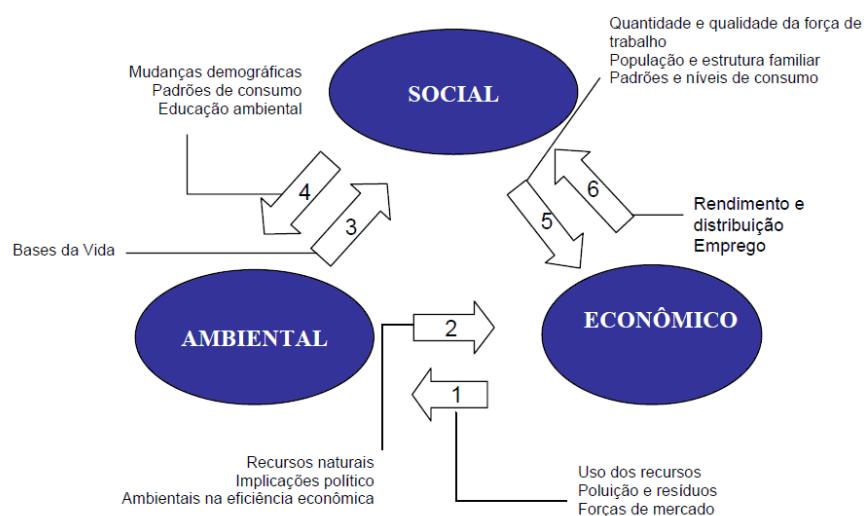 Quantidade e qualidade da força de
trabalho
População e estrutura familiar
Padrões e níveis de consumo
Mudanças demográficas
Padrões de consumo
Educação ambiental
SOCIAL
4
3
5
6
Rendimento e
distribuição
Emprego
Bases da Vida
AMBIENTAL
2
ECONÔMICO
1
Recursos naturais
Implicações político
Ambientais na eficiência econômica
Uso dos recursos
Poluição e resíduos
Forças de mercado